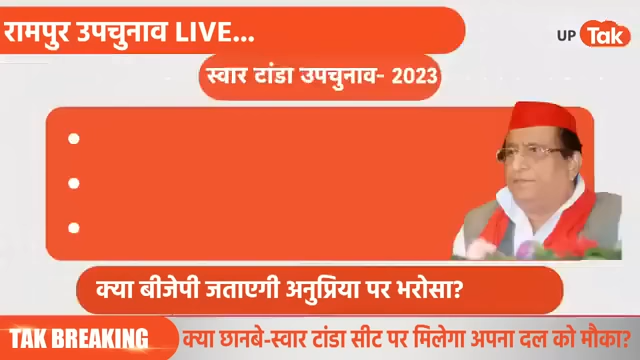 रामपुर उपचुनाव LIVE...
UP Tak
स्वार टांडा उपचुनाव- 2023
क्या बीजेपी जताएगी अनुप्रिया पर भरोसा?
TAK BREAKING
क्या छानबे-स्वार टांडा सीट पर मिलेगा अपना दल को मौका?